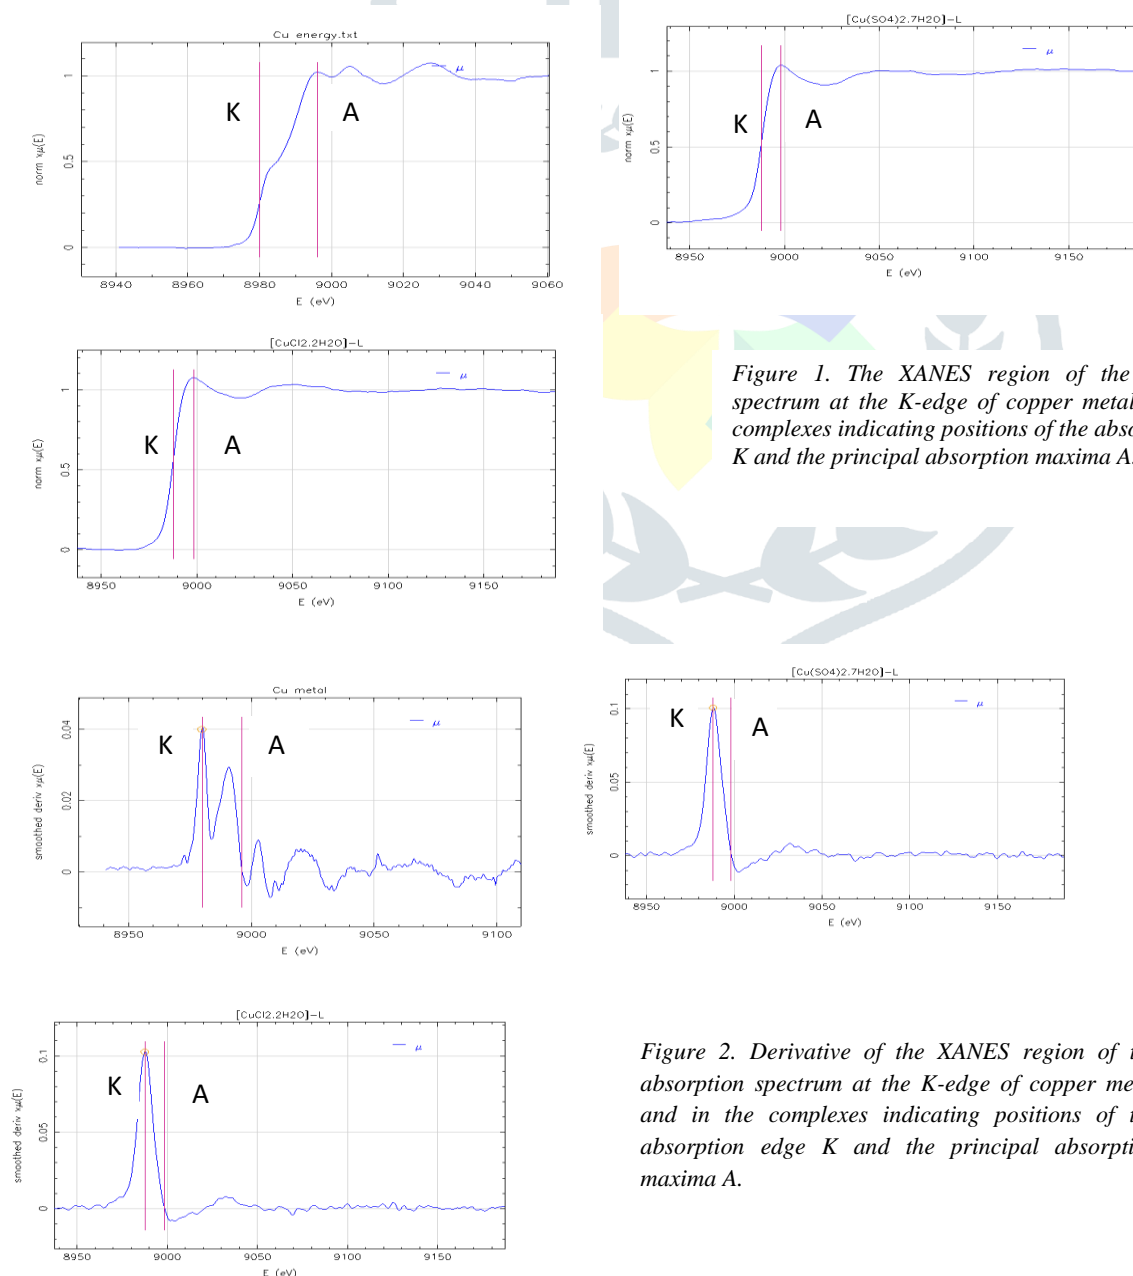 Cu energy.txt
norm xμ(E)
1
0.5
0
K
A
μ
8940 8960 8980 9000 9020 9040 9060
E (eV)
[Cu(SO4)2.7H2O]-L
norm xμ(E)
1
0.5
0
K
A
μ
8950 9000 9050 9100 9150
E (eV)
[CuCl2.2H2O]-L
norm xμ(E)
1
0.5
0
K
A
μ
8950 9000 9050 9100 9150
E (eV)
Figure 1. The XANES region of the
spectrum at the K-edge of copper metal
complexes indicating positions of the abso
K and the principal absorption maxima A.
Cu metal
smoothed deriv xμ(E)
0.04
0.02
0
K
A
μ
8950 9000 9050 9100
E (eV)
[Cu(SO4)2.7H2O]-L
smoothed deriv xμ(E)
0.1
0.05
0
K
A
μ
8950 9000 9050 9100 9150
E (eV)
[CuCl2.2H2O]-L
smoothed deriv xμ(E)
0.1
0.05
0
K
A
μ
8950 9000 9050 9100 9150
E (eV)
Figure 2. Derivative of the XANES region of t
absorption spectrum at the K-edge of copper me
and in the complexes indicating positions of t
absorption edge K and the principal absorpti
maxima A.